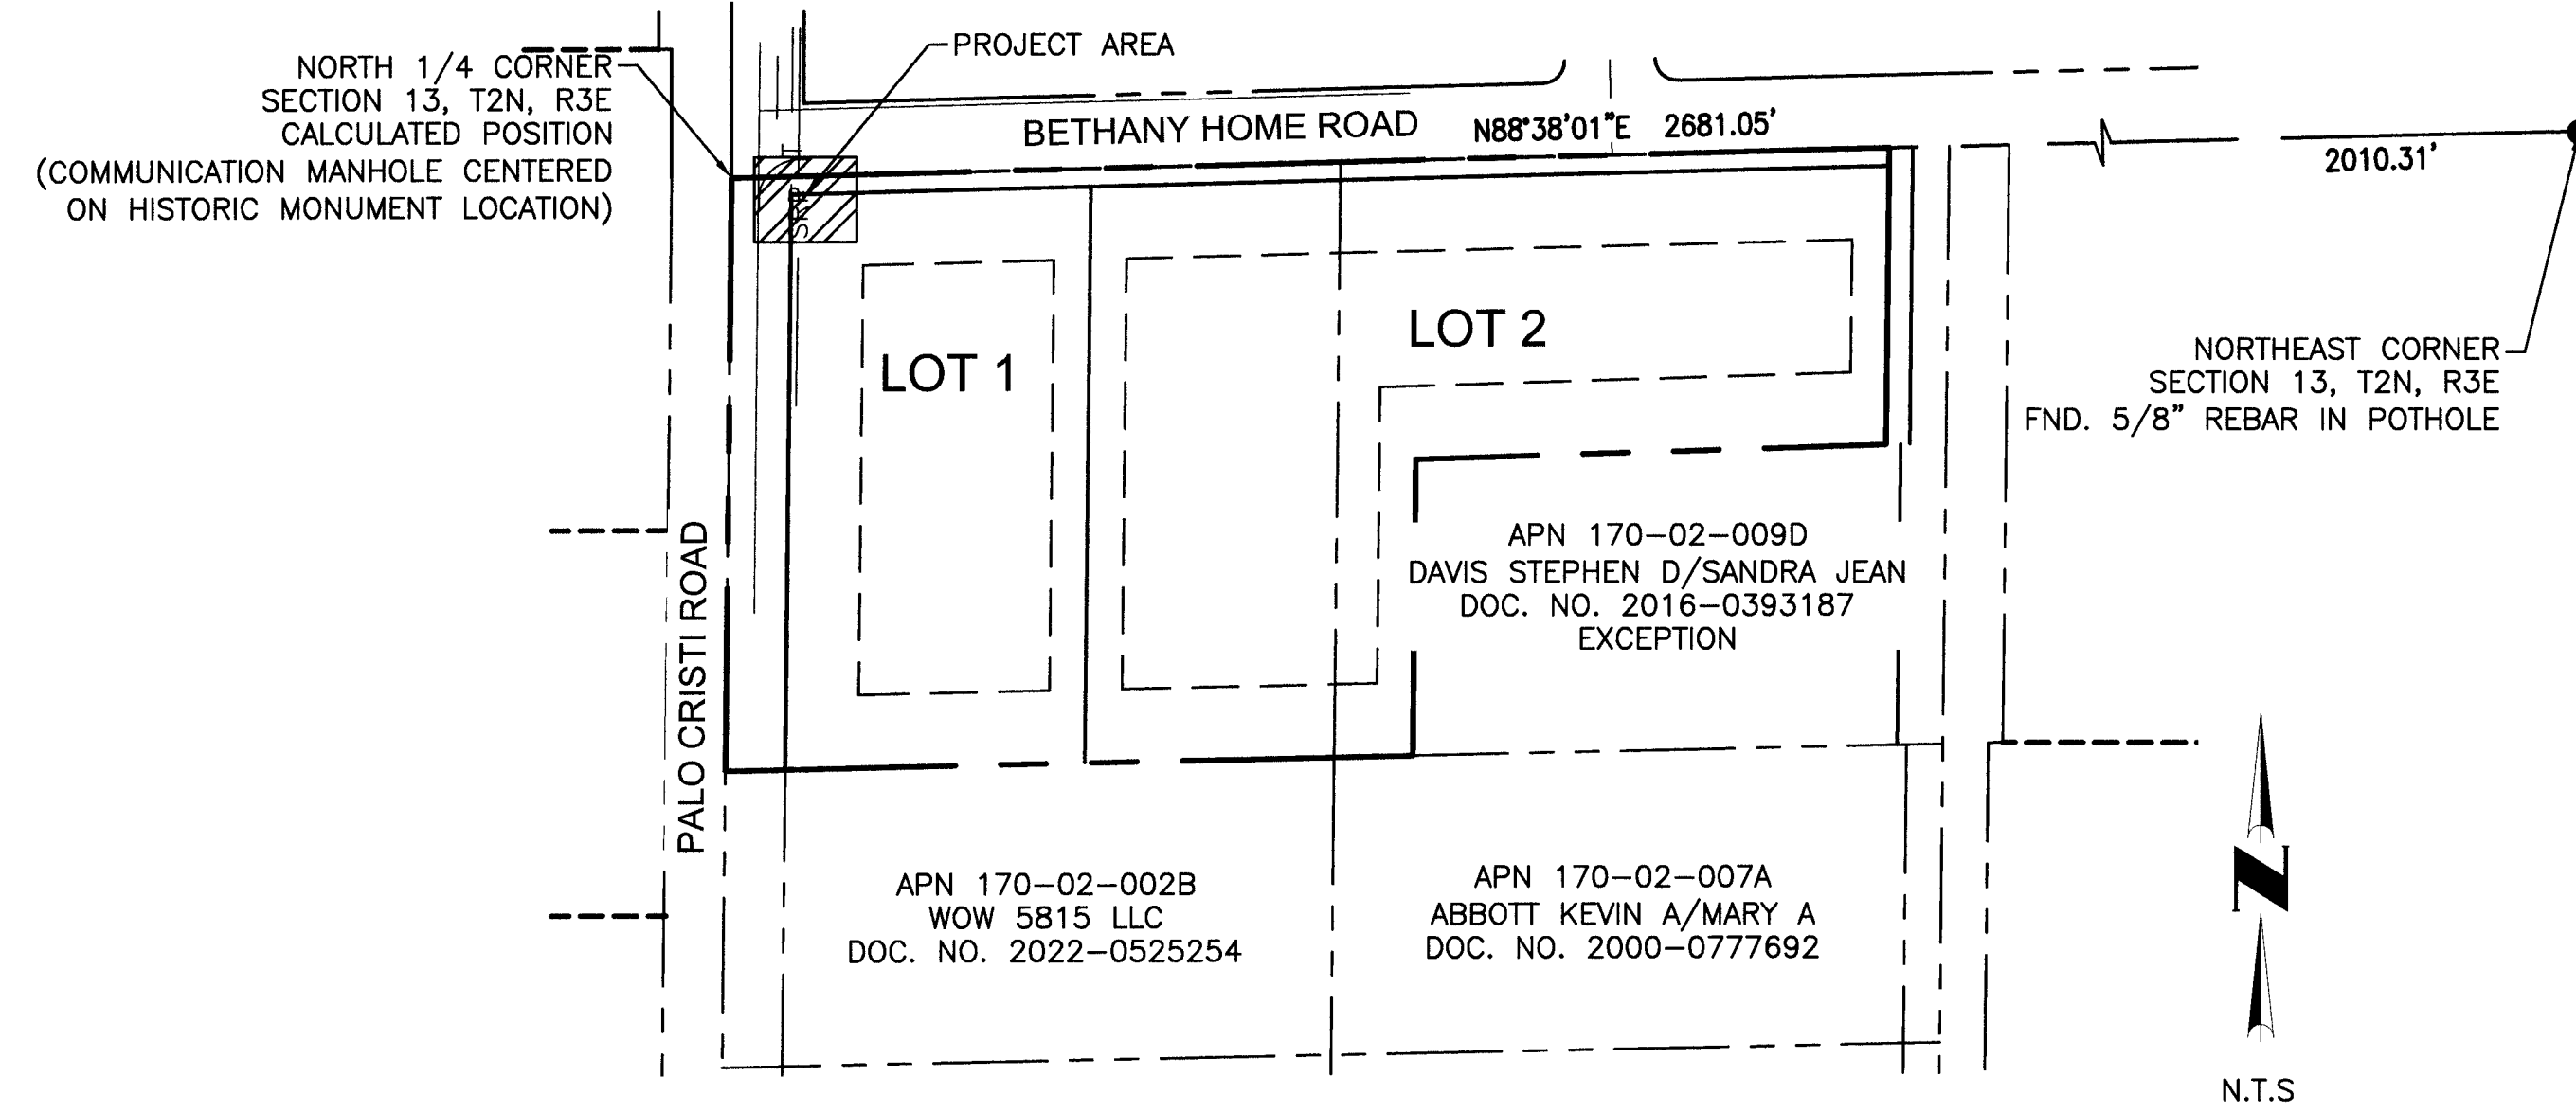 PROJECT AREA
NORTH 1/4 CORNER
SECTION 13, T2N, R3E
CALCULATED POSITION
(COMMUNICATION MANHOLE CENTERED
ON HISTORIC MONUMENT LOCATION)
BETHANY HOME ROAD
N88°38'01"E 2681.05'
2010.31'
NORTHEAST CORNER
SECTION 13, T2N, R3E
FND. 5/8" REBAR IN POTHOLE
LOT 1
LOT 2
APN 170-02-009D
DAVIS STEPHEN D/SANDRA JEAN
DOC. NO. 2016-0393187
EXCEPTION
PALO CRISTI ROAD
APN 170-02-002B
WOW 5815 LLC
DOC. NO. 2022-0525254
APN 170-02-007A
ABBOTT KEVIN A/MARY A
DOC. NO. 2000-0777692
N
N.T.S